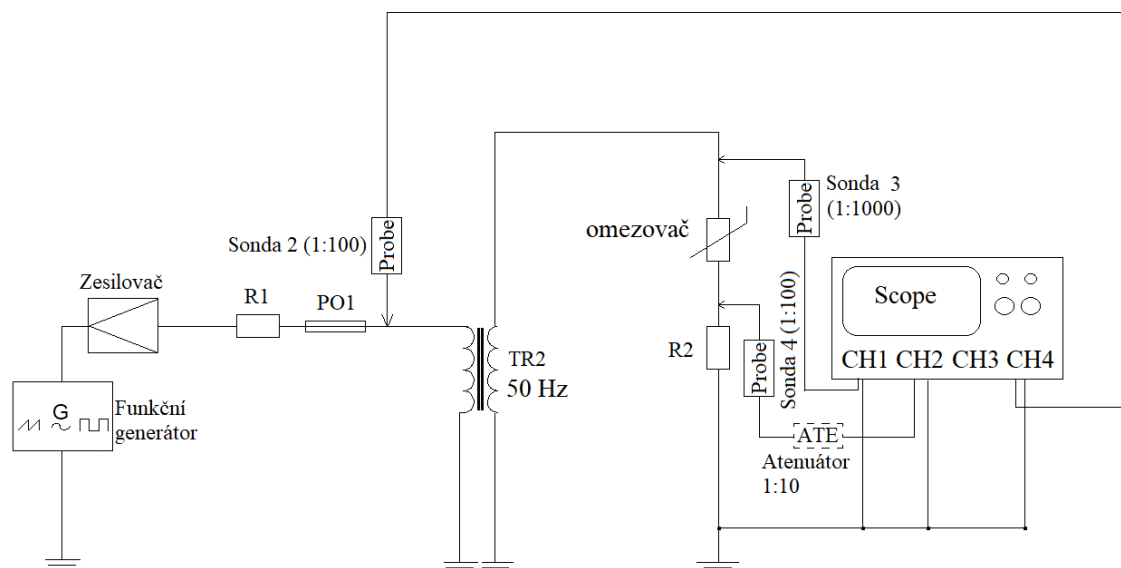 Sonda 2 (1:100)
Probe
Zesilovač
R1
PO1
G
Funkční
generátor
TR2
50 Hz
omezovač
R2
Probe
Sonda 3
(1:1000)
Probe
Sonda 4 (1:100)
ATE
Atenuátor
1:10
Scope
CH1 CH2 CH3 CH4